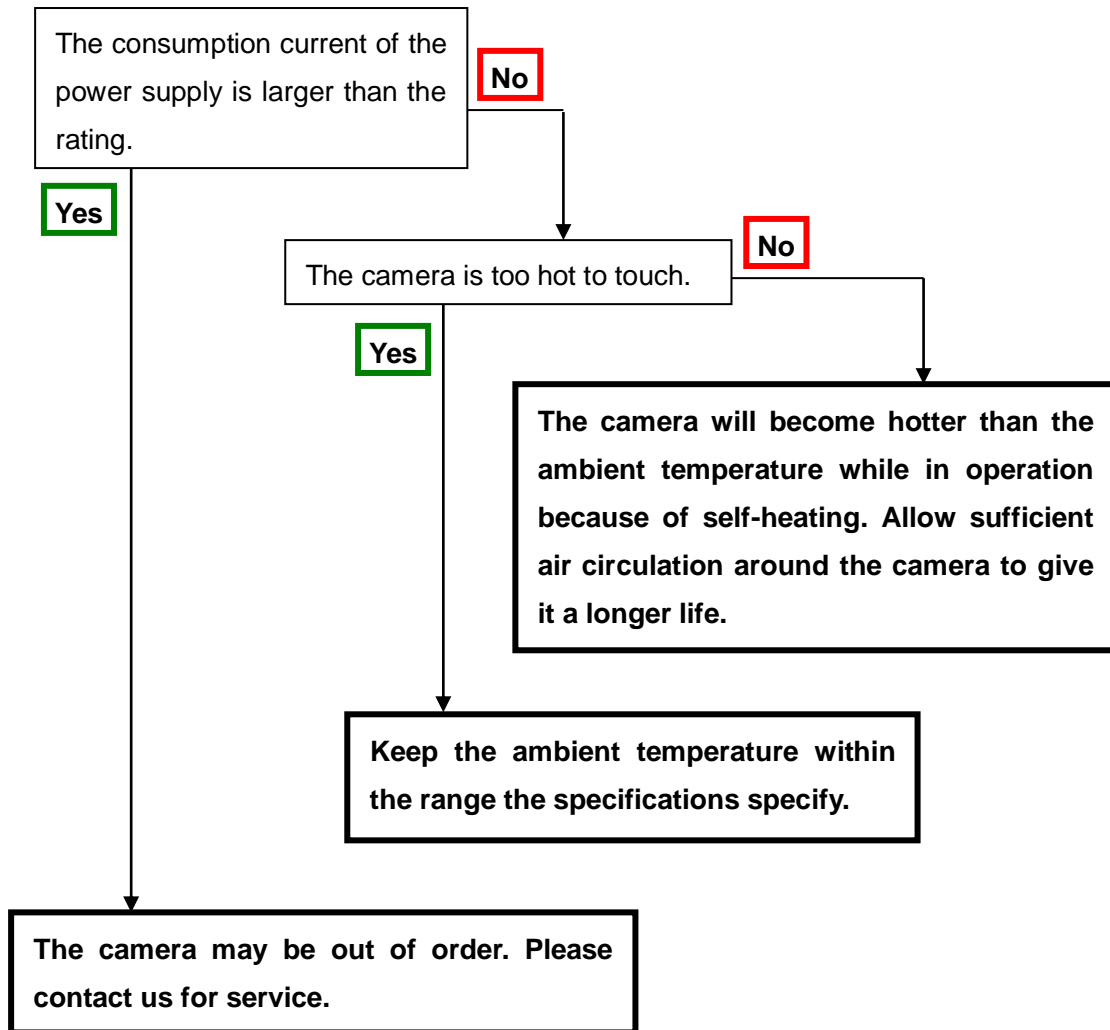 The consumption current of the
power supply is larger than the
rating.
No
Yes
The camera is too hot to touch.
No
Yes
The camera will become hotter than the
ambient temperature while in operation
because of self-heating. Allow sufficient
air circulation around the camera to give
it a longer life.
Keep the ambient temperature within
the range the specifications specify.
The camera may be out of order. Please
contact us for service.